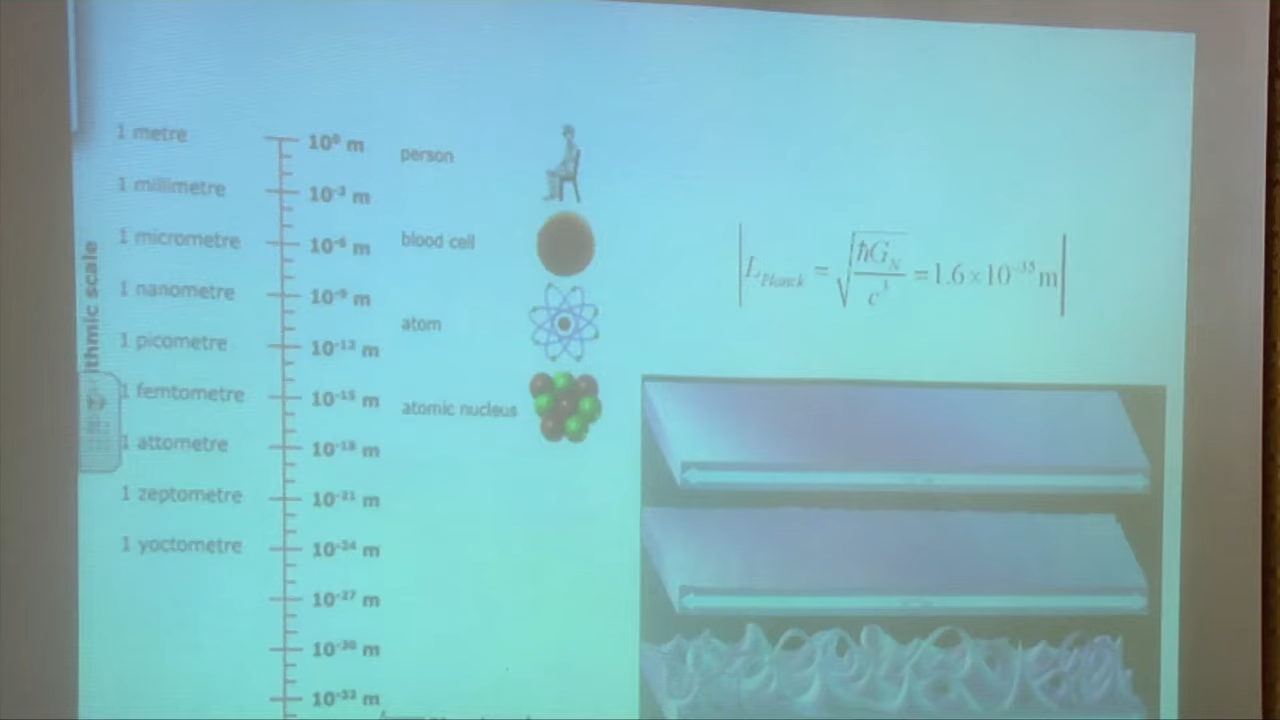 1 metre 10⁰ m person
1 millimetre 10⁻³ m
1 micrometre 10⁻⁶ m blood cell
1 nanometre 10⁻⁹ m
atom
1 picometre 10⁻¹² m
1 femtometre 10⁻¹⁵ m atomic nucleus
1 attometre 10⁻¹⁸ m
1 zeptometre 10⁻²¹ m
1 yoctometre 10⁻²⁴ m
10⁻²⁷ m
10⁻³⁰ m
10⁻³³ m
scale
|L_Planck = √(ħG_N / c³) = 1.6 × 10⁻³⁵ m|